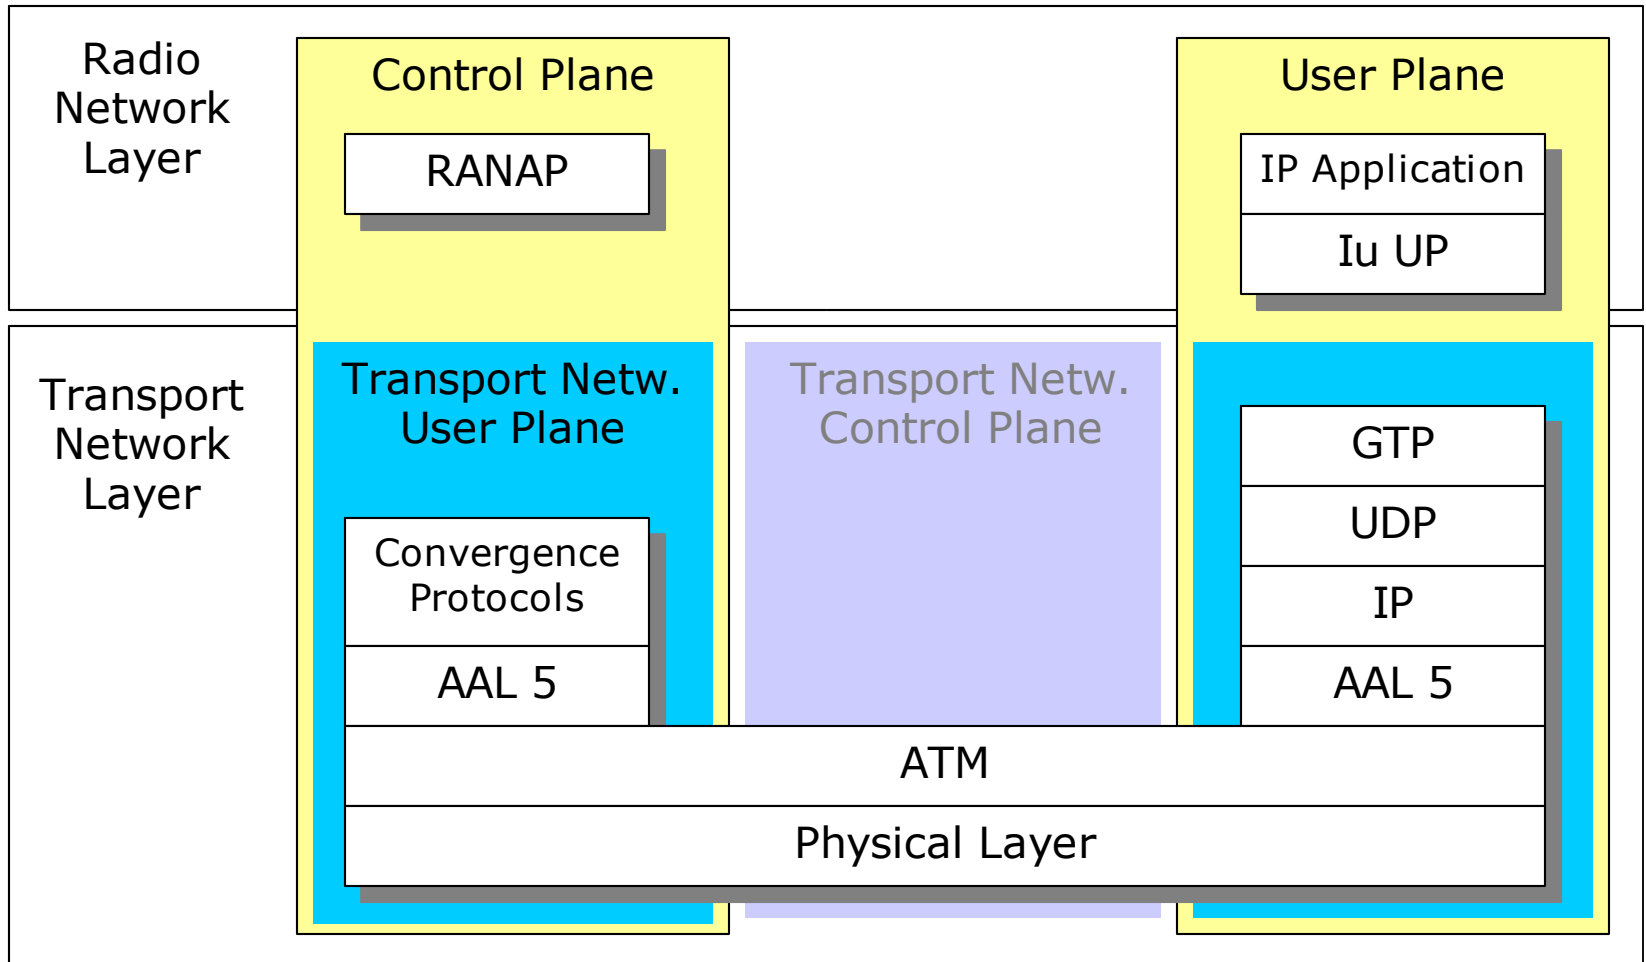 Radio
Network
Layer
Control Plane
RANAP
User Plane
IP Application
Iu UP
Transport
Network
Layer
Transport Netw.
User Plane
Convergence
Protocols
AAL 5
Transport Netw.
Control Plane
GTP
UDP
IP
AAL 5
ATM
Physical Layer